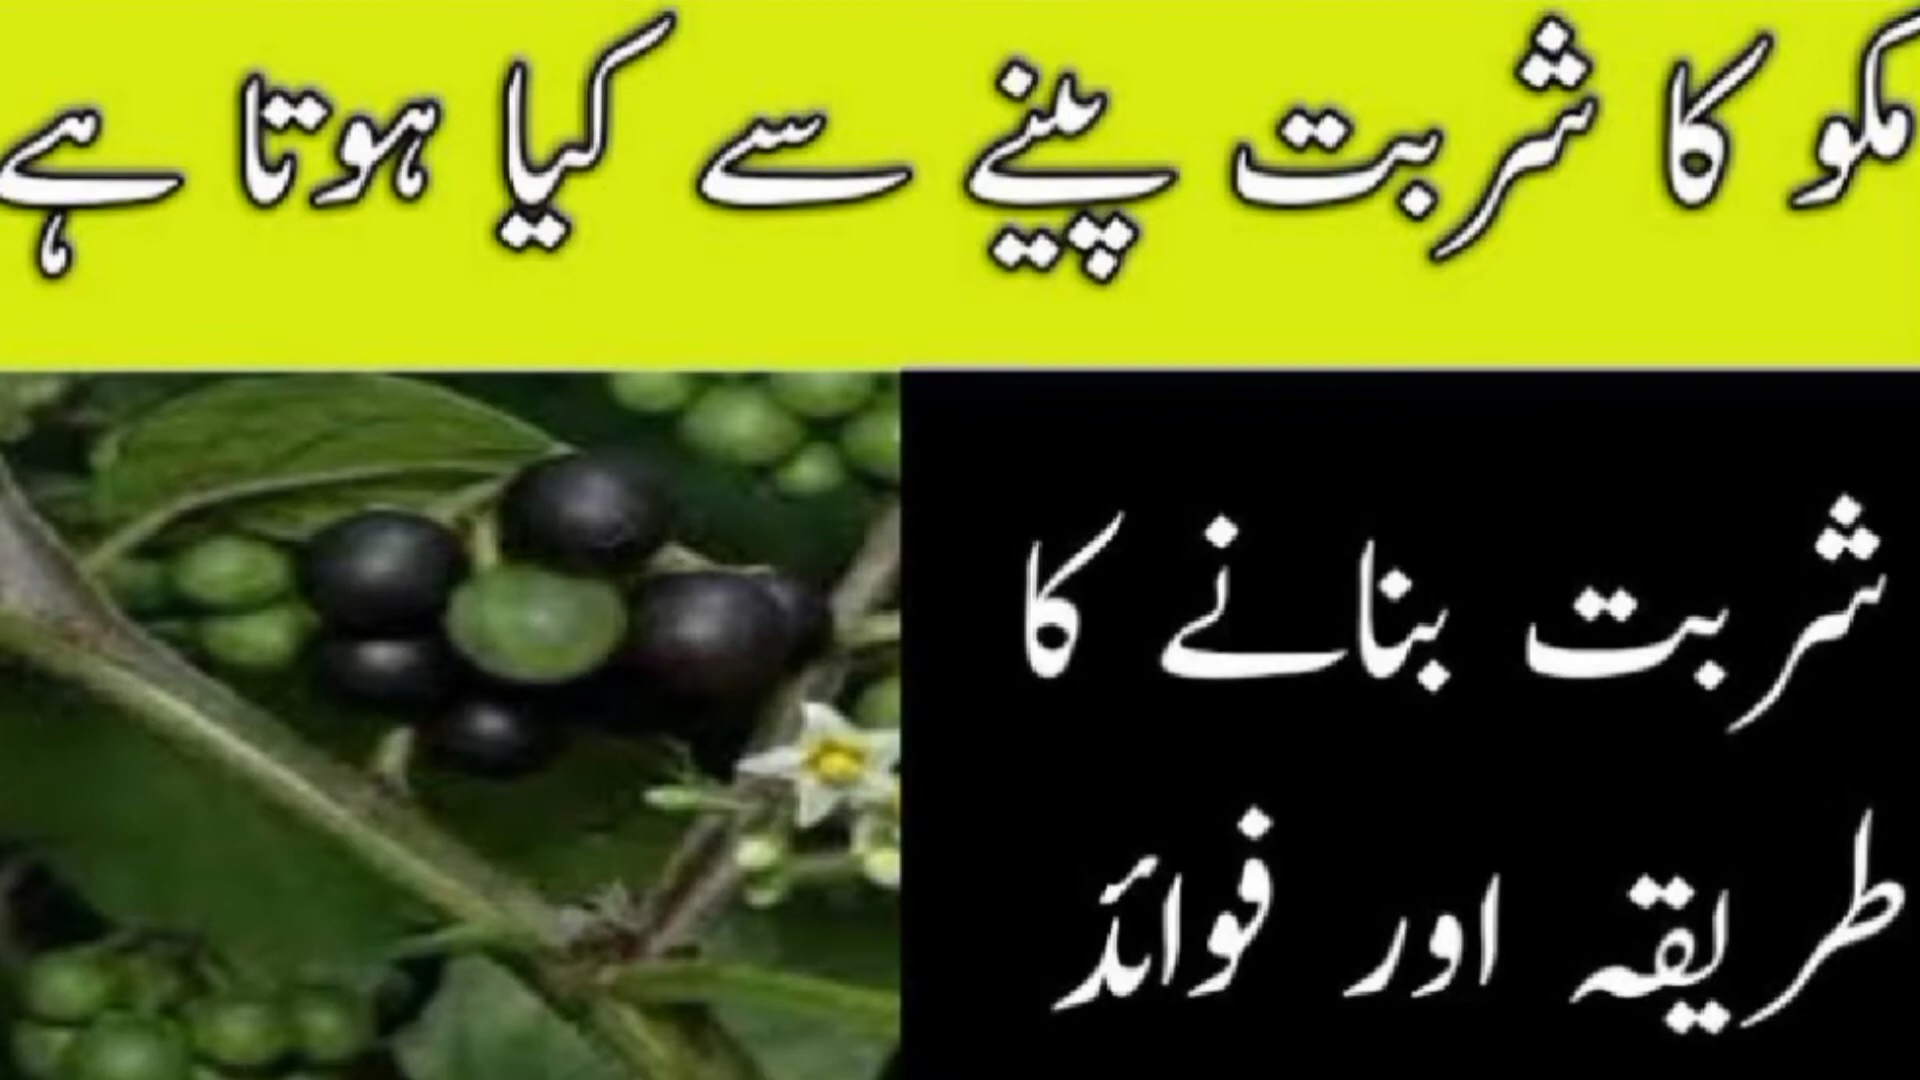 مکو کا شربت پینے سے کیا ہوتا ہے
شربت بنانے کا
طریقہ اور فوائد